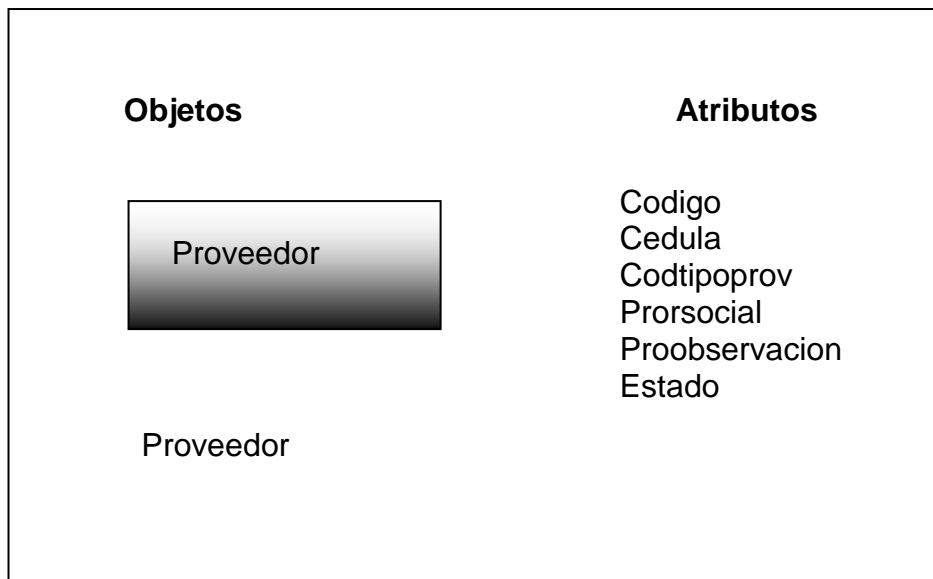 Objetos
Atributos
Proveedor
Codigo
Cedula
Codtipoprov
Prorsocial
Proobservacion
Estado
Proveedor